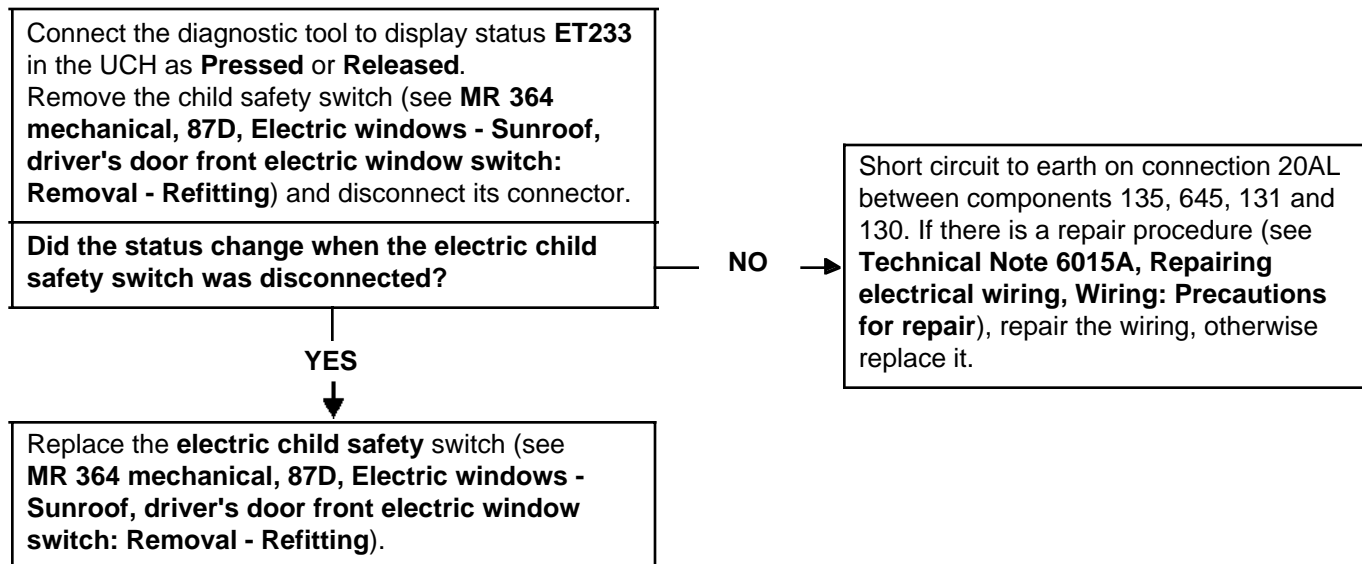 Connect the diagnostic tool to display status ET233
in the UCH as Pressed or Released.
Remove the child safety switch (see MR 364
mechanical, 87D, Electric windows - Sunroof,
driver's door front electric window switch:
Removal - Refitting) and disconnect its connector.
Did the status change when the electric child
safety switch was disconnected?
NO
Short circuit to earth on connection 20AL
between components 135, 645, 131 and
130. If there is a repair procedure (see
Technical Note 6015A, Repairing
electrical wiring, Wiring: Precautions
for repair), repair the wiring, otherwise
replace it.
YES
Replace the electric child safety switch (see
MR 364 mechanical, 87D, Electric windows -
Sunroof, driver's door front electric window
switch: Removal - Refitting).